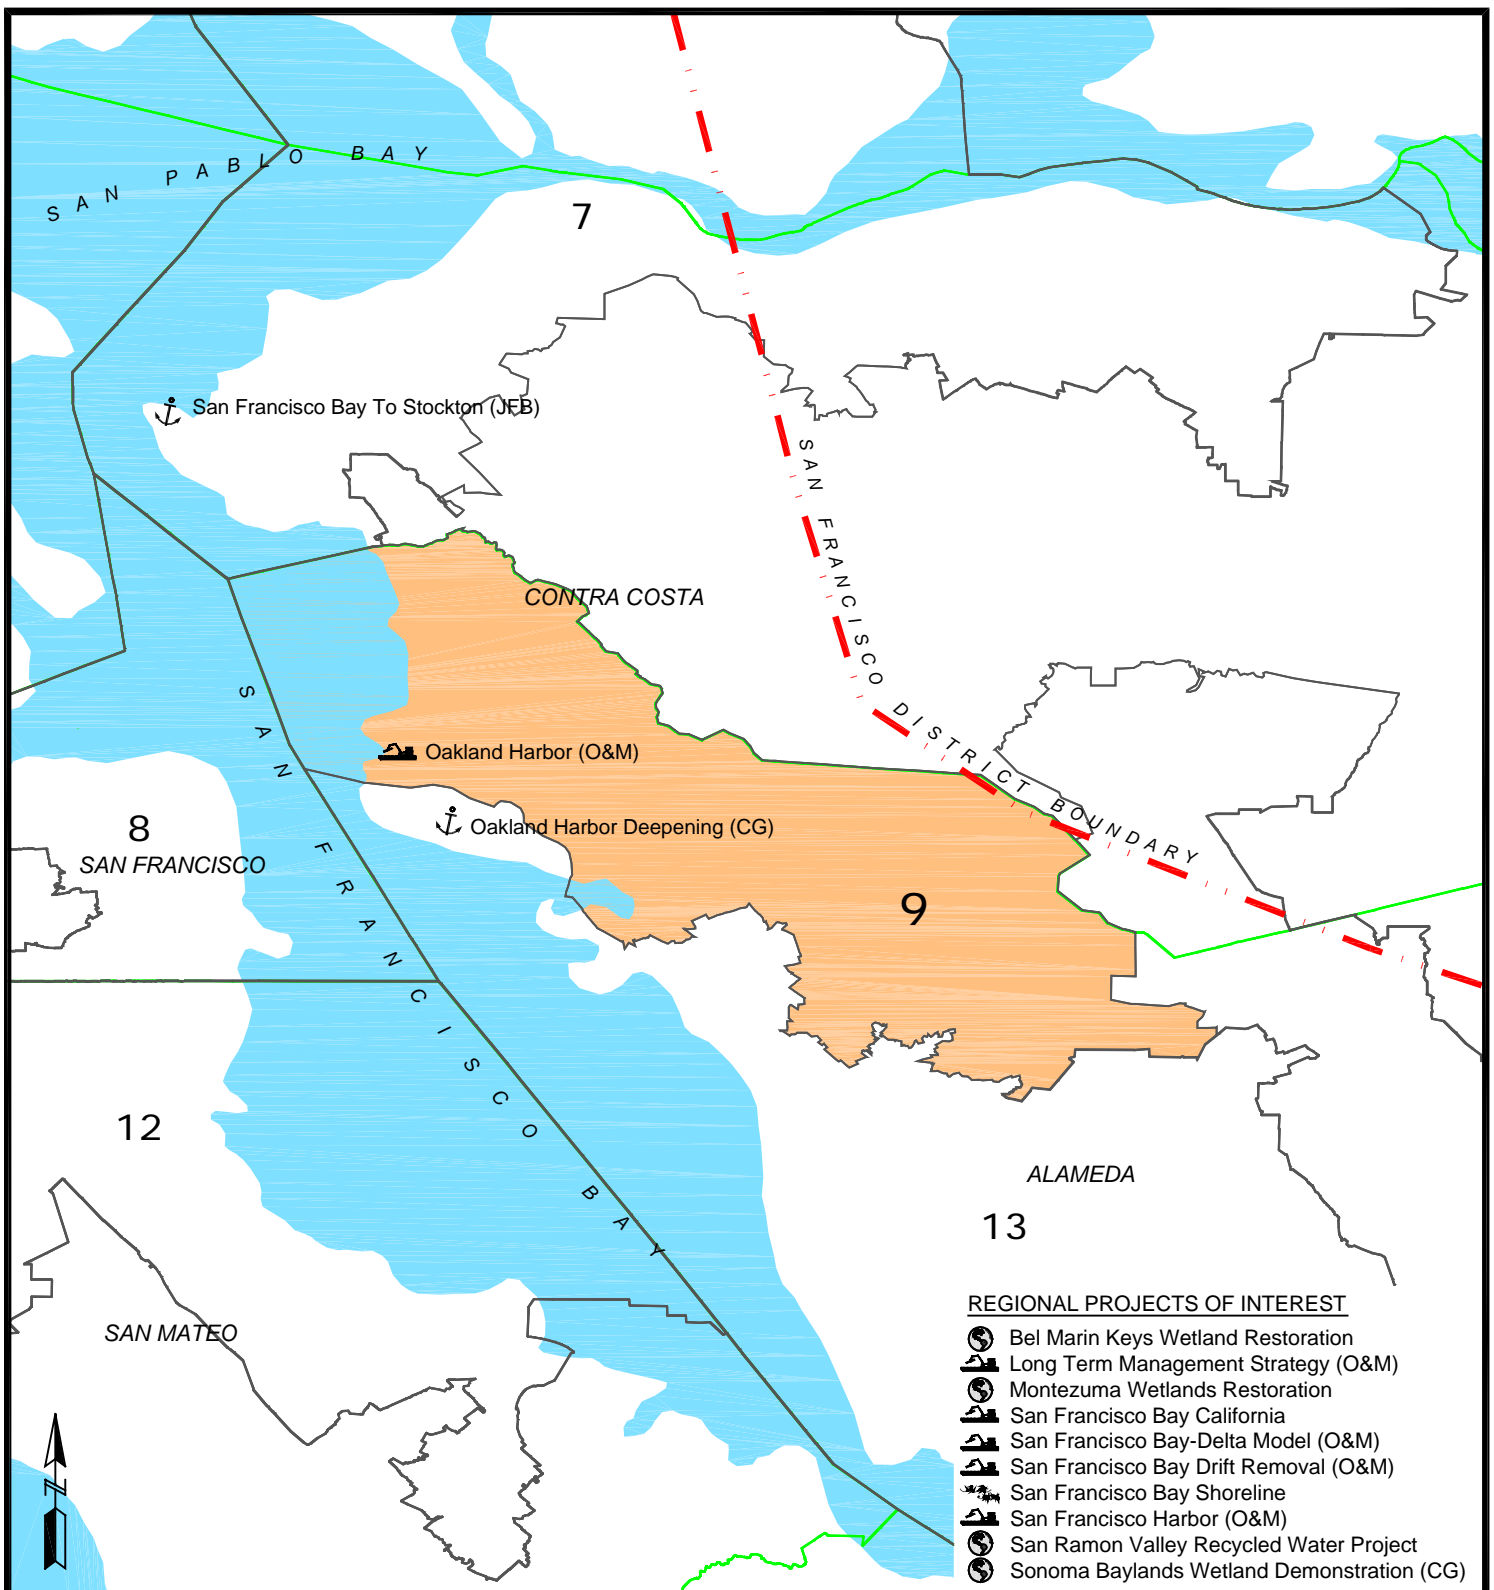 SAN PABLO BAY
7
San Francisco Bay To Stockton (JFB)
SAN FRANCISCO DISTRICT BOUNDARY
CONTRA COSTA
SAN FRANCISCO BAY
Oakland Harbor (O&M)
8
SAN FRANCISCO
Oakland Harbor Deepening (CG)
9
12
ALAMEDA
13
SAN MATEO
N
REGIONAL PROJECTS OF INTEREST
Bel Marin Keys Wetland Restoration
Long Term Management Strategy (O&M)
Montezuma Wetlands Restoration
San Francisco Bay California
San Francisco Bay-Delta Model (O&M)
San Francisco Bay Drift Removal (O&M)
San Francisco Bay Shoreline
San Francisco Harbor (O&M)
San Ramon Valley Recycled Water Project
Sonoma Baylands Wetland Demonstration (CG)